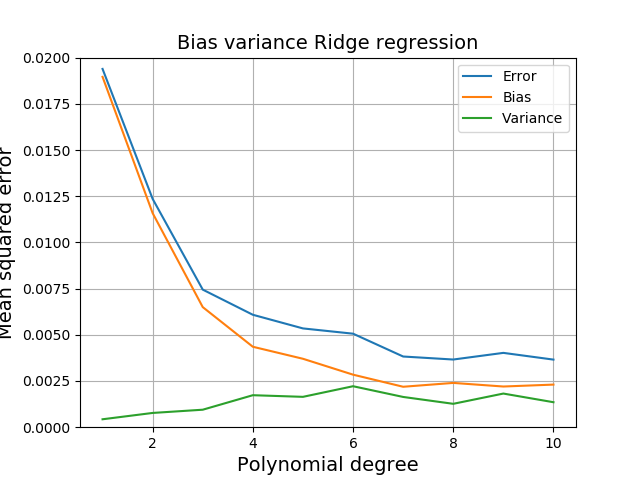 Bias variance Ridge regression
0.0200
0.0175
0.0150
0.0125
0.0100
0.0075
0.0050
0.0025
0.0000
Mean squared error
Error
Bias
Variance
2
4
6
8
10
Polynomial degree